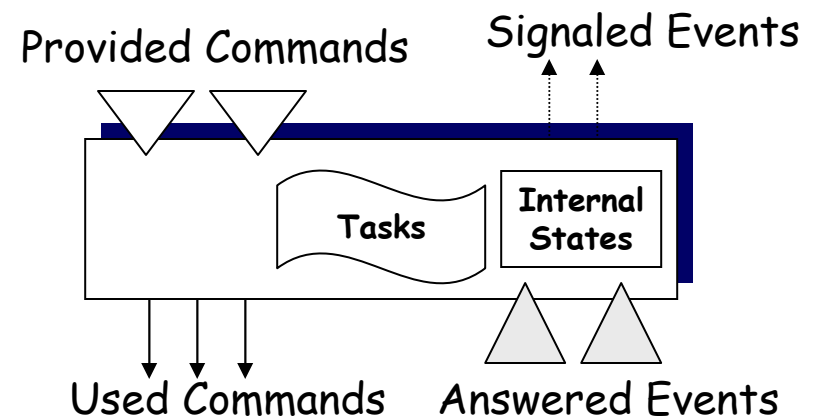 Provided Commands
Signaled Events
Tasks
Internal
States
Used Commands
Answered Events